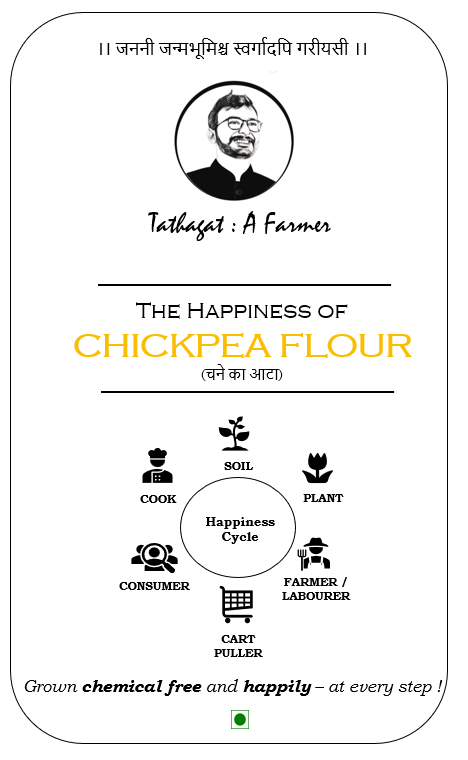 ।। जननी जन्मभूमिश्च स्वर्गादपि गरीयसी ।।
Tathagat : A Farmer
THE HAPPINESS OF
CHICKPEA FLOUR
(चने का आटा)
SOIL
PLANT
FARMER /
LABOURER
CART
PULLER
CONSUMER
COOK
Happiness
Cycle
Grown chemical free and happily – at every step !